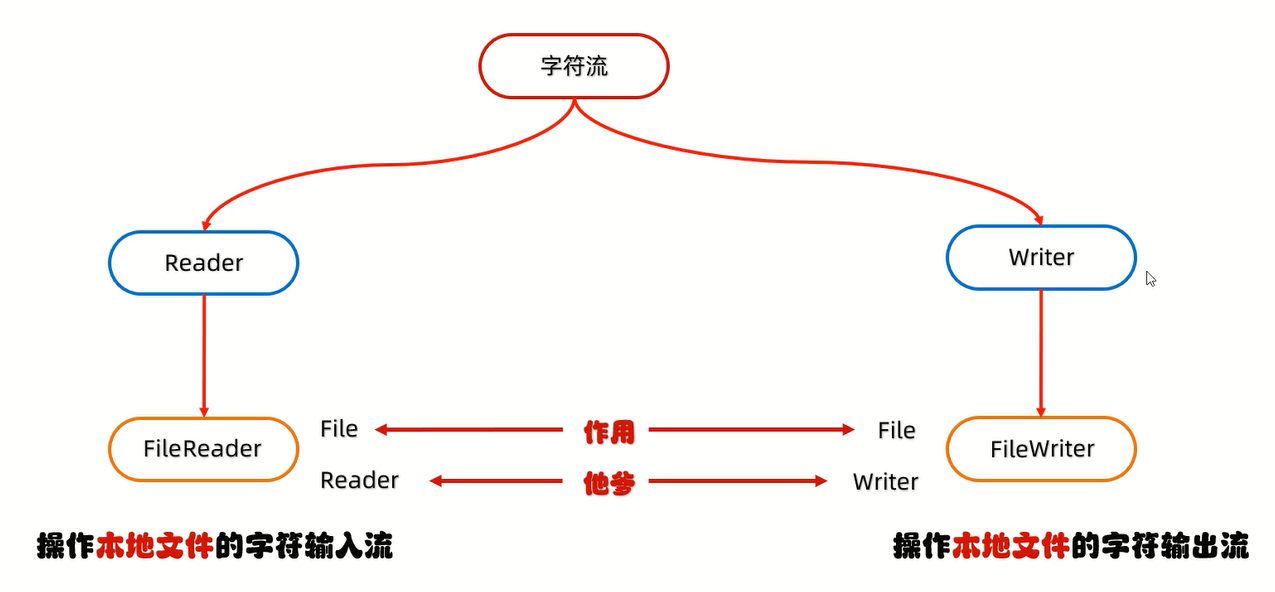 字符流
Reader
Writer
FileReader
File
作用
File
FileWriter
Reader
他爹
Writer
操作本地文件的字符输入流
操作本地文件的字符输出流